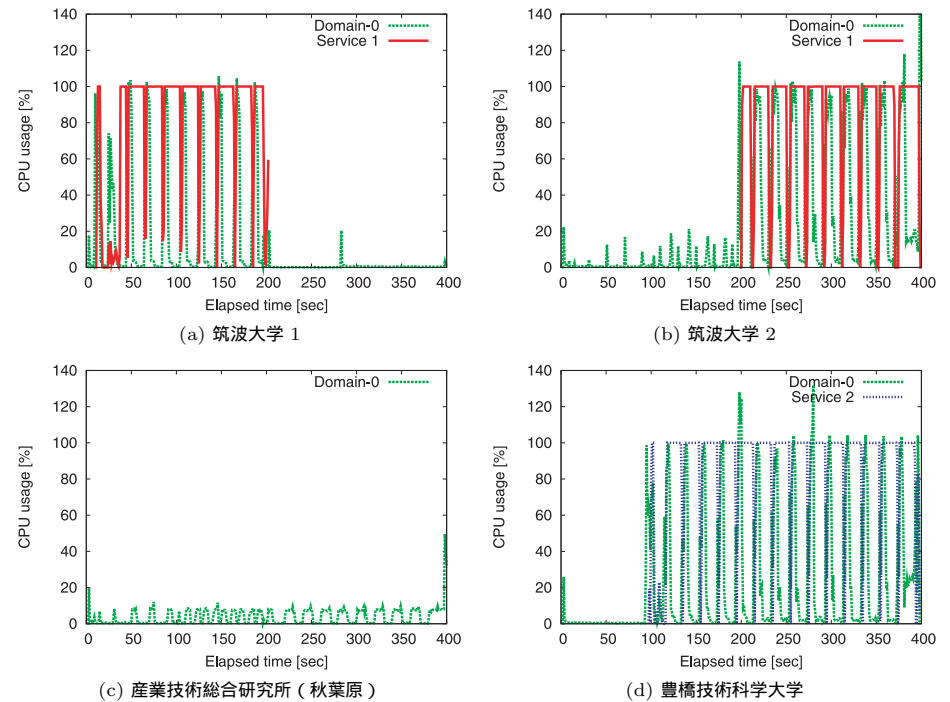 140
120
100
80
60
40
20
0
CPU usage [%]
Domain-0
Service 1
0 50 100 150 200 250 300 350 400
Elapsed time [sec]
(a) 筑波大学 1
140
120
100
80
60
40
20
0
CPU usage [%]
Domain-0
Service 1
0 50 100 150 200 250 300 350 400
Elapsed time [sec]
(b) 筑波大学 2
140
120
100
80
60
40
20
0
CPU usage [%]
Domain-0
0 50 100 150 200 250 300 350 400
Elapsed time [sec]
(c) 産業技術総合研究所（秋葉原）
140
120
100
80
60
40
20
0
CPU usage [%]
Domain-0
Service 2
0 50 100 150 200 250 300 350 400
Elapsed time [sec]
(d) 豊橋技術科学大学